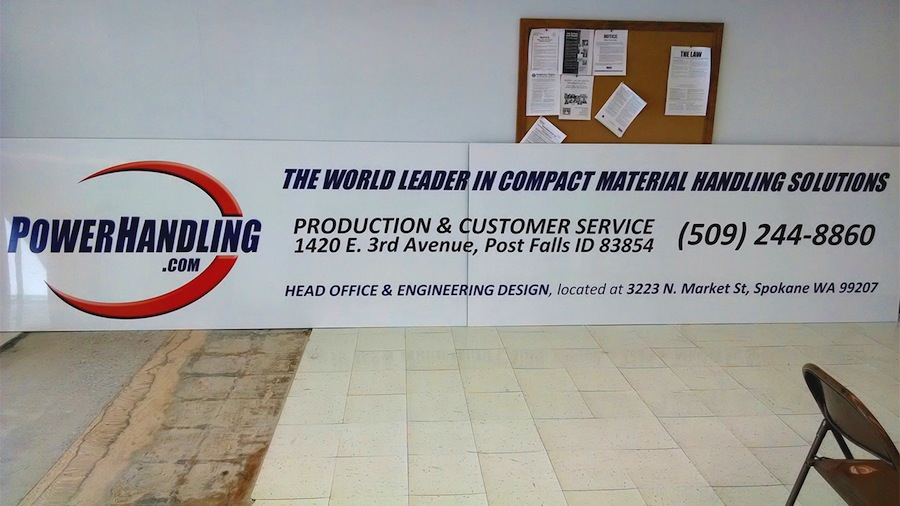 NOTICE
THE LAW
POWERHANDLING
.COM
THE WORLD LEADER IN COMPACT MATERIAL HANDLING SOLUTIONS
PRODUCTION & CUSTOMER SERVICE
1420 E. 3rd Avenue, Post Falls ID 83854
(509) 244-8860
HEAD OFFICE & ENGINEERING DESIGN, located at 3223 N. Market St, Spokane WA 99207